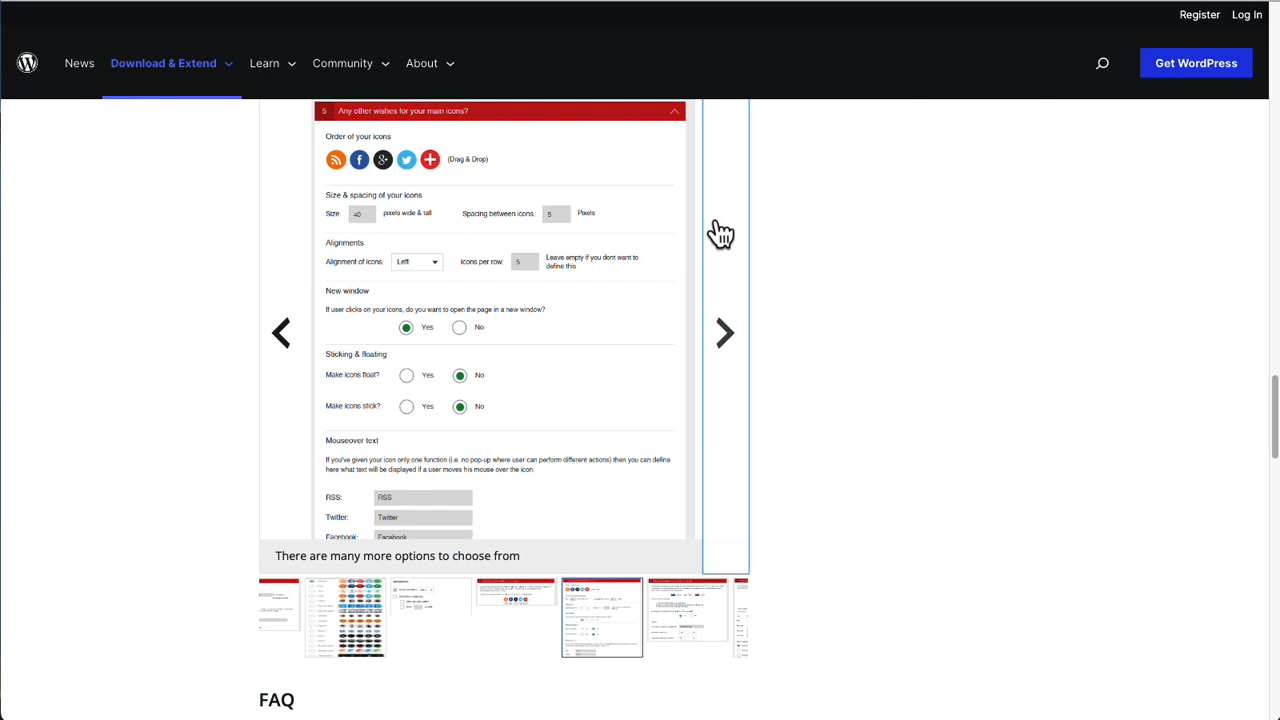 Register Log In
News Download & Extend Learn Community About Get WordPress
5 Any other wishes for your main icons?
Order of your icons
(Drag & Drop)
Size & spacing of your icons
Size: 40 pixels wide & tall Spacing between icons: 5 Pixels
Alignments
Alignment of icons: Left Icons per row: 5 Leave empty if you dont want to
define this
New window
If user clicks on your icons, do you want to open the page in a new window?
Yes No
Sticking & floating
Make icons float? Yes No
Make icons stick? Yes No
Mouseover text
If you've given your icon only one function (i.e. no pop-up where user can perform different actions) then you can define
here what text will be displayed if a user moves his mouse over the icon.
RSS: RSS
Twitter: Twitter
Facebook: Facebook
There are many more options to choose from
FAQ